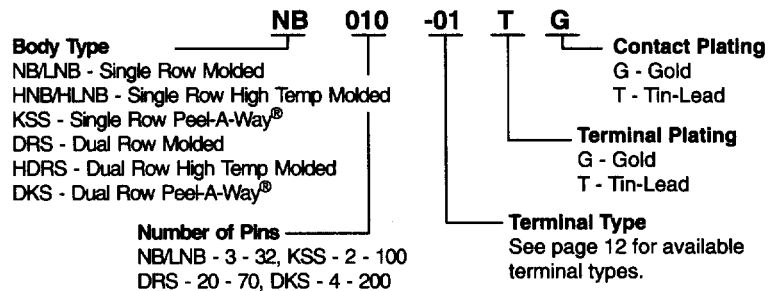 NB 010 -01 T G
Body Type
NB/LNB - Single Row Molded
HNB/HLNB - Single Row High Temp Molded
KSS - Single Row Peel-A-Way®
DRS - Dual Row Molded
HDRS - Dual Row High Temp Molded
DKS - Dual Row Peel-A-Way®
Number of Pins
NB/LNB - 3 - 32, KSS - 2 - 100
DRS - 20 - 70, DKS - 4 - 200
Contact Plating
G - Gold
T - Tin-Lead
Terminal Plating
G - Gold
T - Tin-Lead
Terminal Type
See page 12 for available
terminal types.